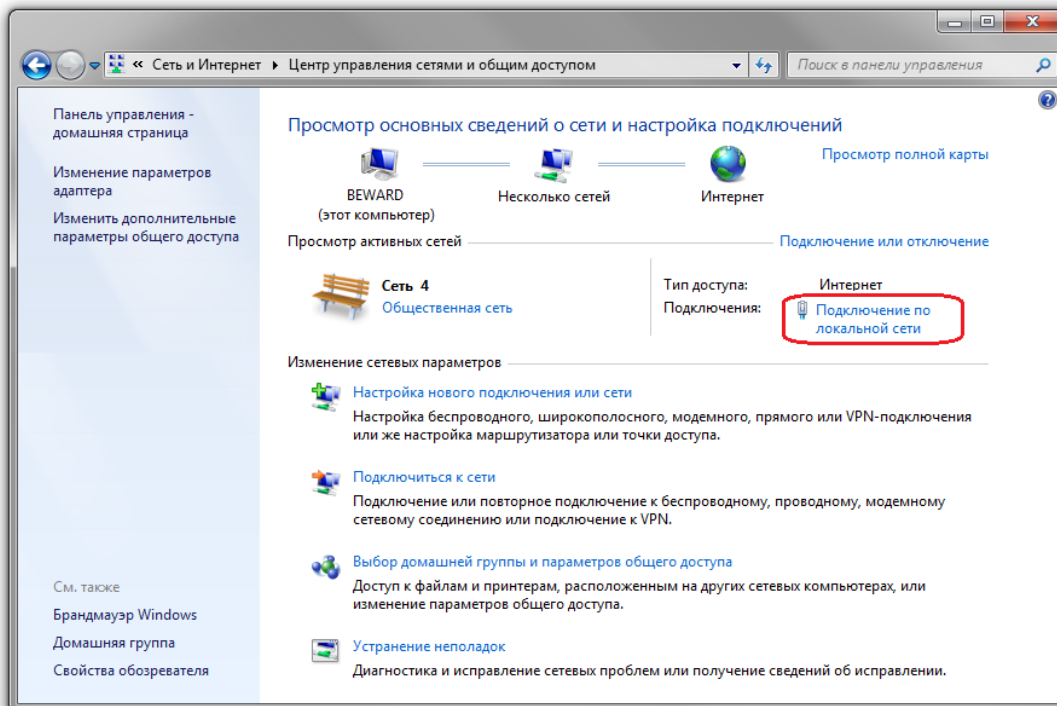 « Сеть и Интернет ▸ Центр управления сетями и общим доступом
Поиск в панели управления
Панель управления -
домашняя страница
Изменение параметров
адаптера
Изменить дополнительные
параметры общего доступа
См. также
Брандмауэр Windows
Домашняя группа
Свойства обозревателя
Просмотр основных сведений о сети и настройка подключений
Просмотр полной карты
BEWARD
(этот компьютер)
Несколько сетей
Интернет
Просмотр активных сетей
Подключение или отключение
Сеть 4
Общественная сеть
Тип доступа: Интернет
Подключения: Подключение по
локальной сети
Изменение сетевых параметров
Настройка нового подключения или сети
Настройка беспроводного, широкополосного, модемного, прямого или VPN-подключения
или же настройка маршрутизатора или точки доступа.
Подключиться к сети
Подключение или повторное подключение к беспроводному, проводному, модемному
сетевому соединению или подключение к VPN.
Выбор домашней группы и параметров общего доступа
Доступ к файлам и принтерам, расположенным на других сетевых компьютерах, или
изменение параметров общего доступа.
Устранение неполадок
Диагностика и исправление сетевых проблем или получение сведений об исправлении.